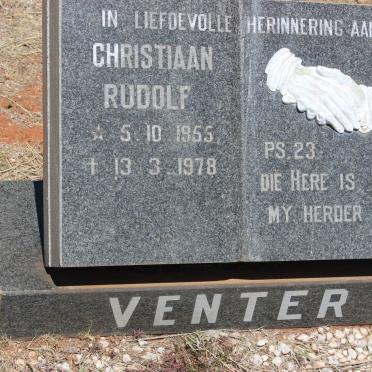 IN LIEFDEVOLLE HERINNERING AAN
CHRISTIAAN
RUDOLF
* 5.10.1955
† 13.3.1978
PS.23.
DIE HERE IS
MY HERDER
VENTER